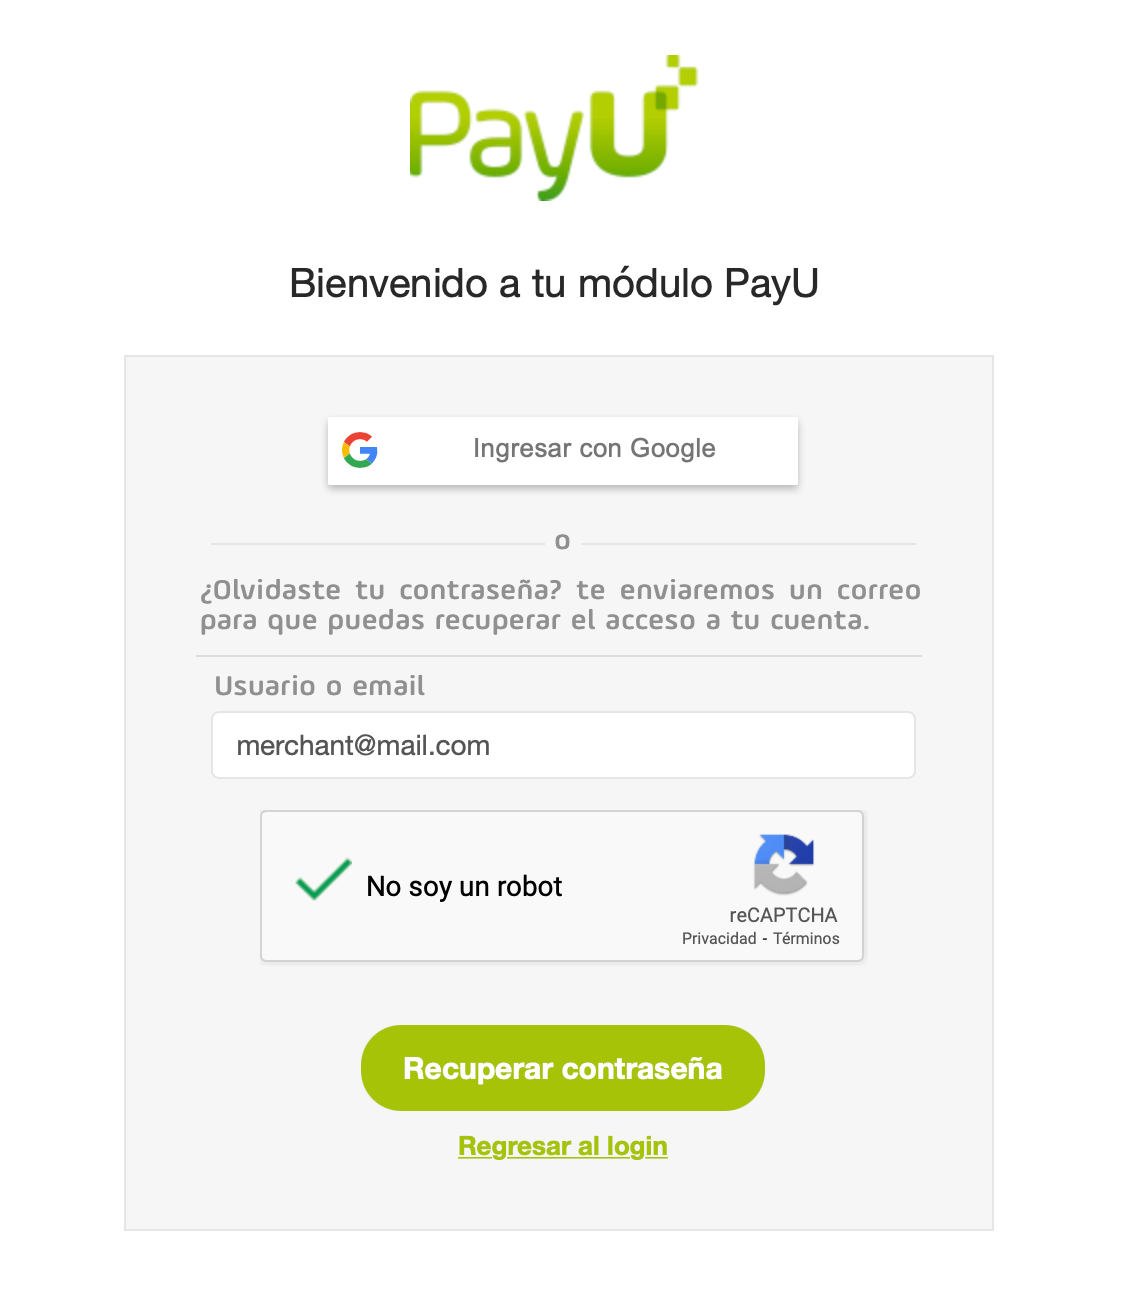 PayU
Bienvenido a tu módulo PayU
Ingresar con Google
o
¿Olvidaste tu contraseña? te enviaremos un correo
para que puedas recuperar el acceso a tu cuenta.
Usuario o email
merchant@mail.com
No soy un robot
reCAPTCHA
Privacidad - Términos
Recuperar contraseña
Regresar al login